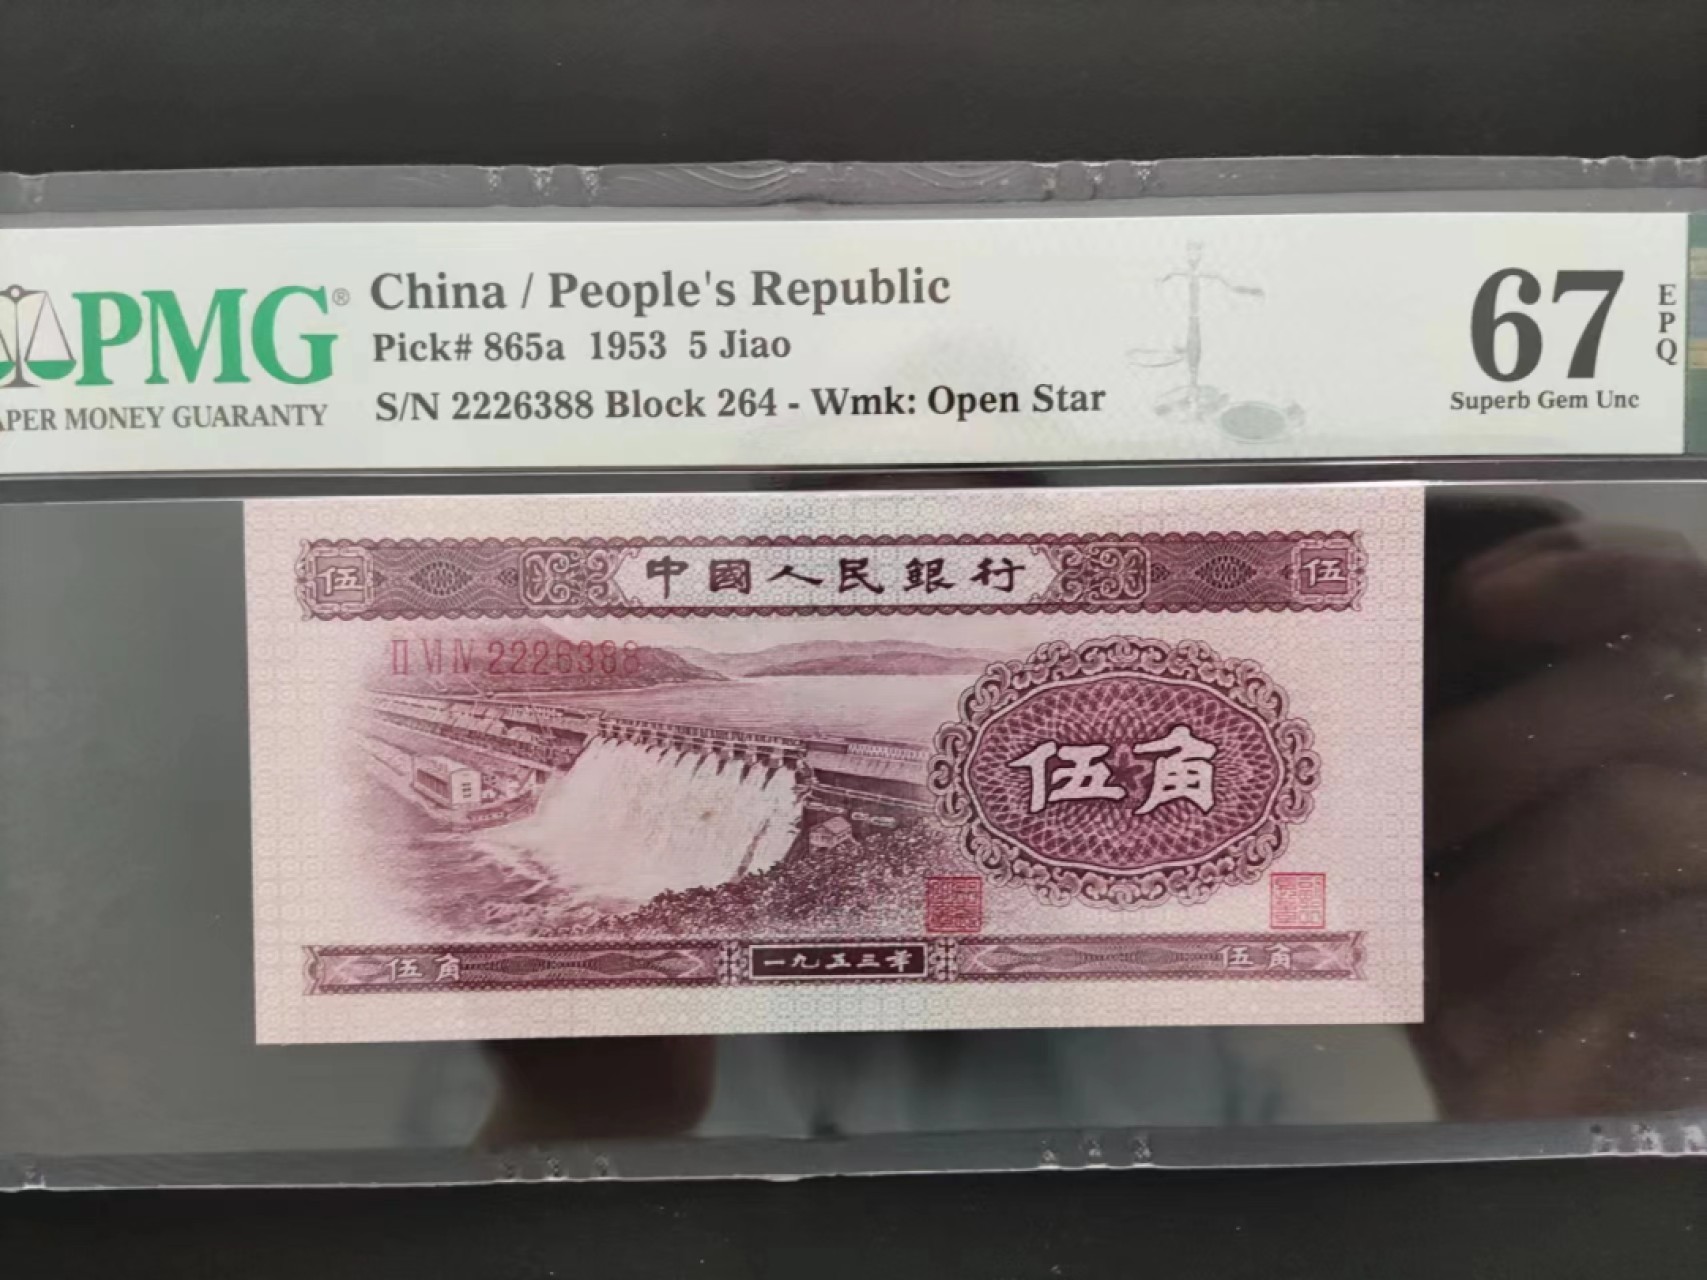 PMG®
PAPER MONEY GUARANTY
China / People's Republic
Pick# 865a 1953 5 Jiao
S/N 2226388 Block 264 - Wmk: Open Star
67
EPQ
Superb Gem Unc
伍 中國人民銀行 伍
II VI IV 2226388
伍角
伍角 一九五三年 伍角